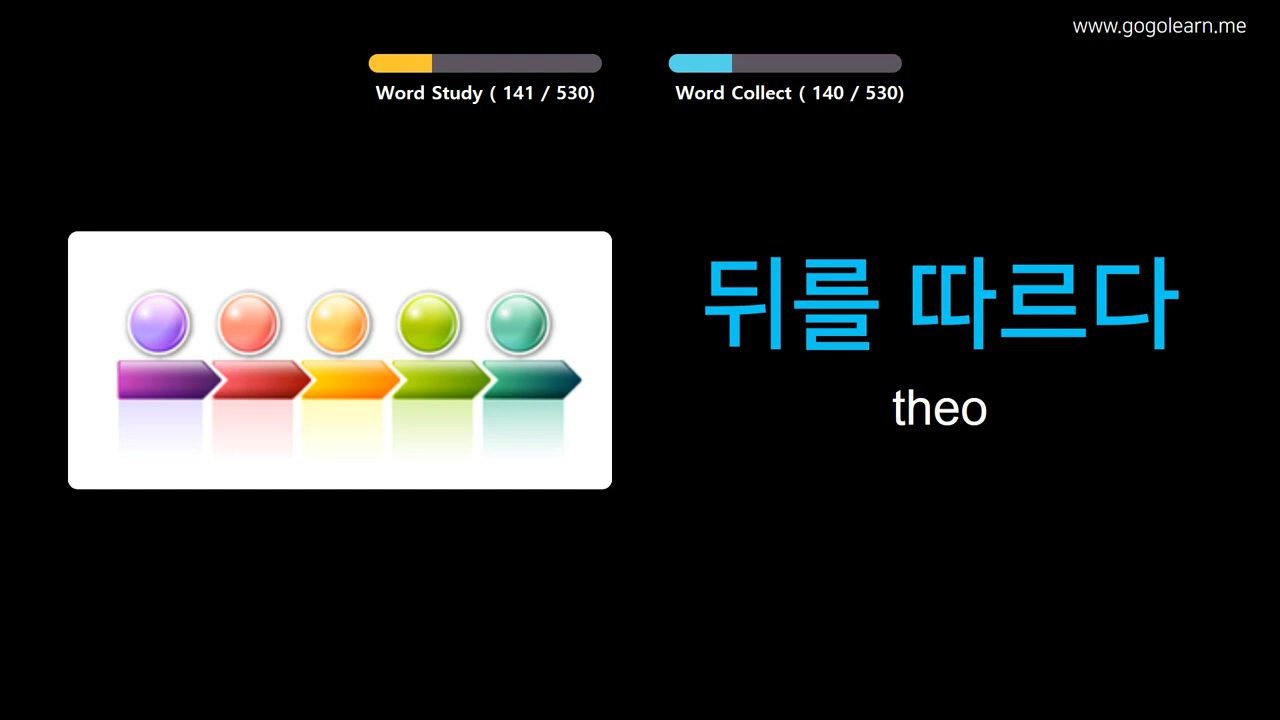 www.gogolearn.me
Word Study ( 141 / 530)
Word Collect ( 140 / 530)
뒤를 따르다
theo